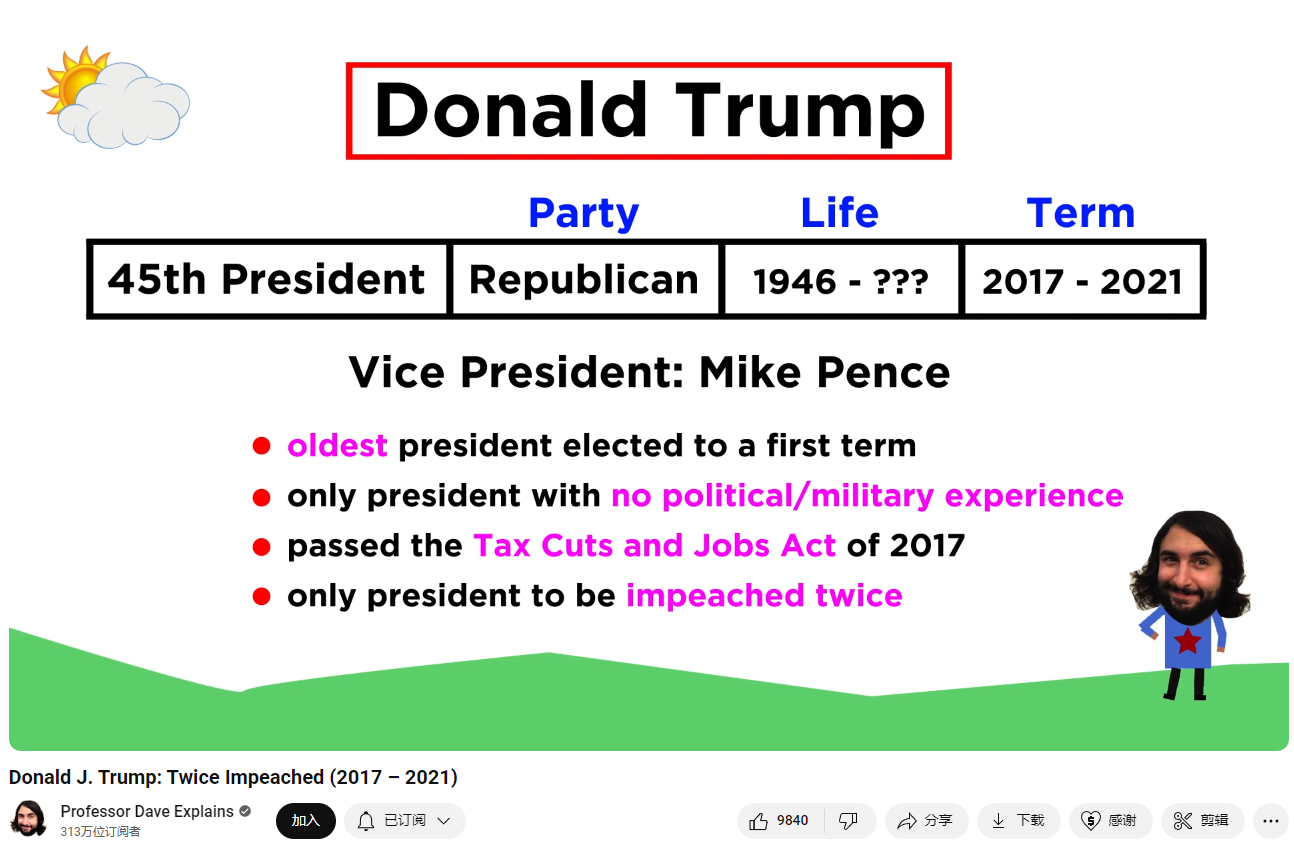 Donald Trump
Party Life Term
45th President Republican 1946 - ??? 2017 - 2021
Vice President: Mike Pence
oldest president elected to a first term
only president with no political/military experience
passed the Tax Cuts and Jobs Act of 2017
only president to be impeached twice
Donald J. Trump: Twice Impeached (2017 – 2021)
Professor Dave Explains
313万位订阅者
加入 已订阅 9840 分享 下载 感谢 剪辑